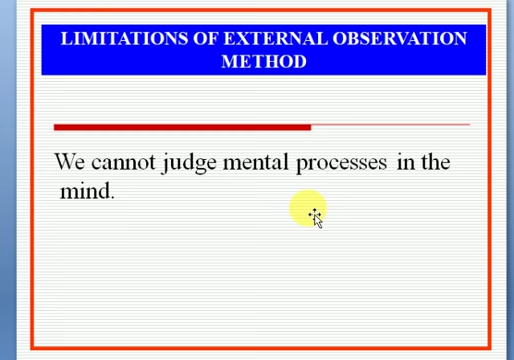 LIMITATIONS OF EXTERNAL OBSERVATION
METHOD
We cannot judge mental processes in the
mind.